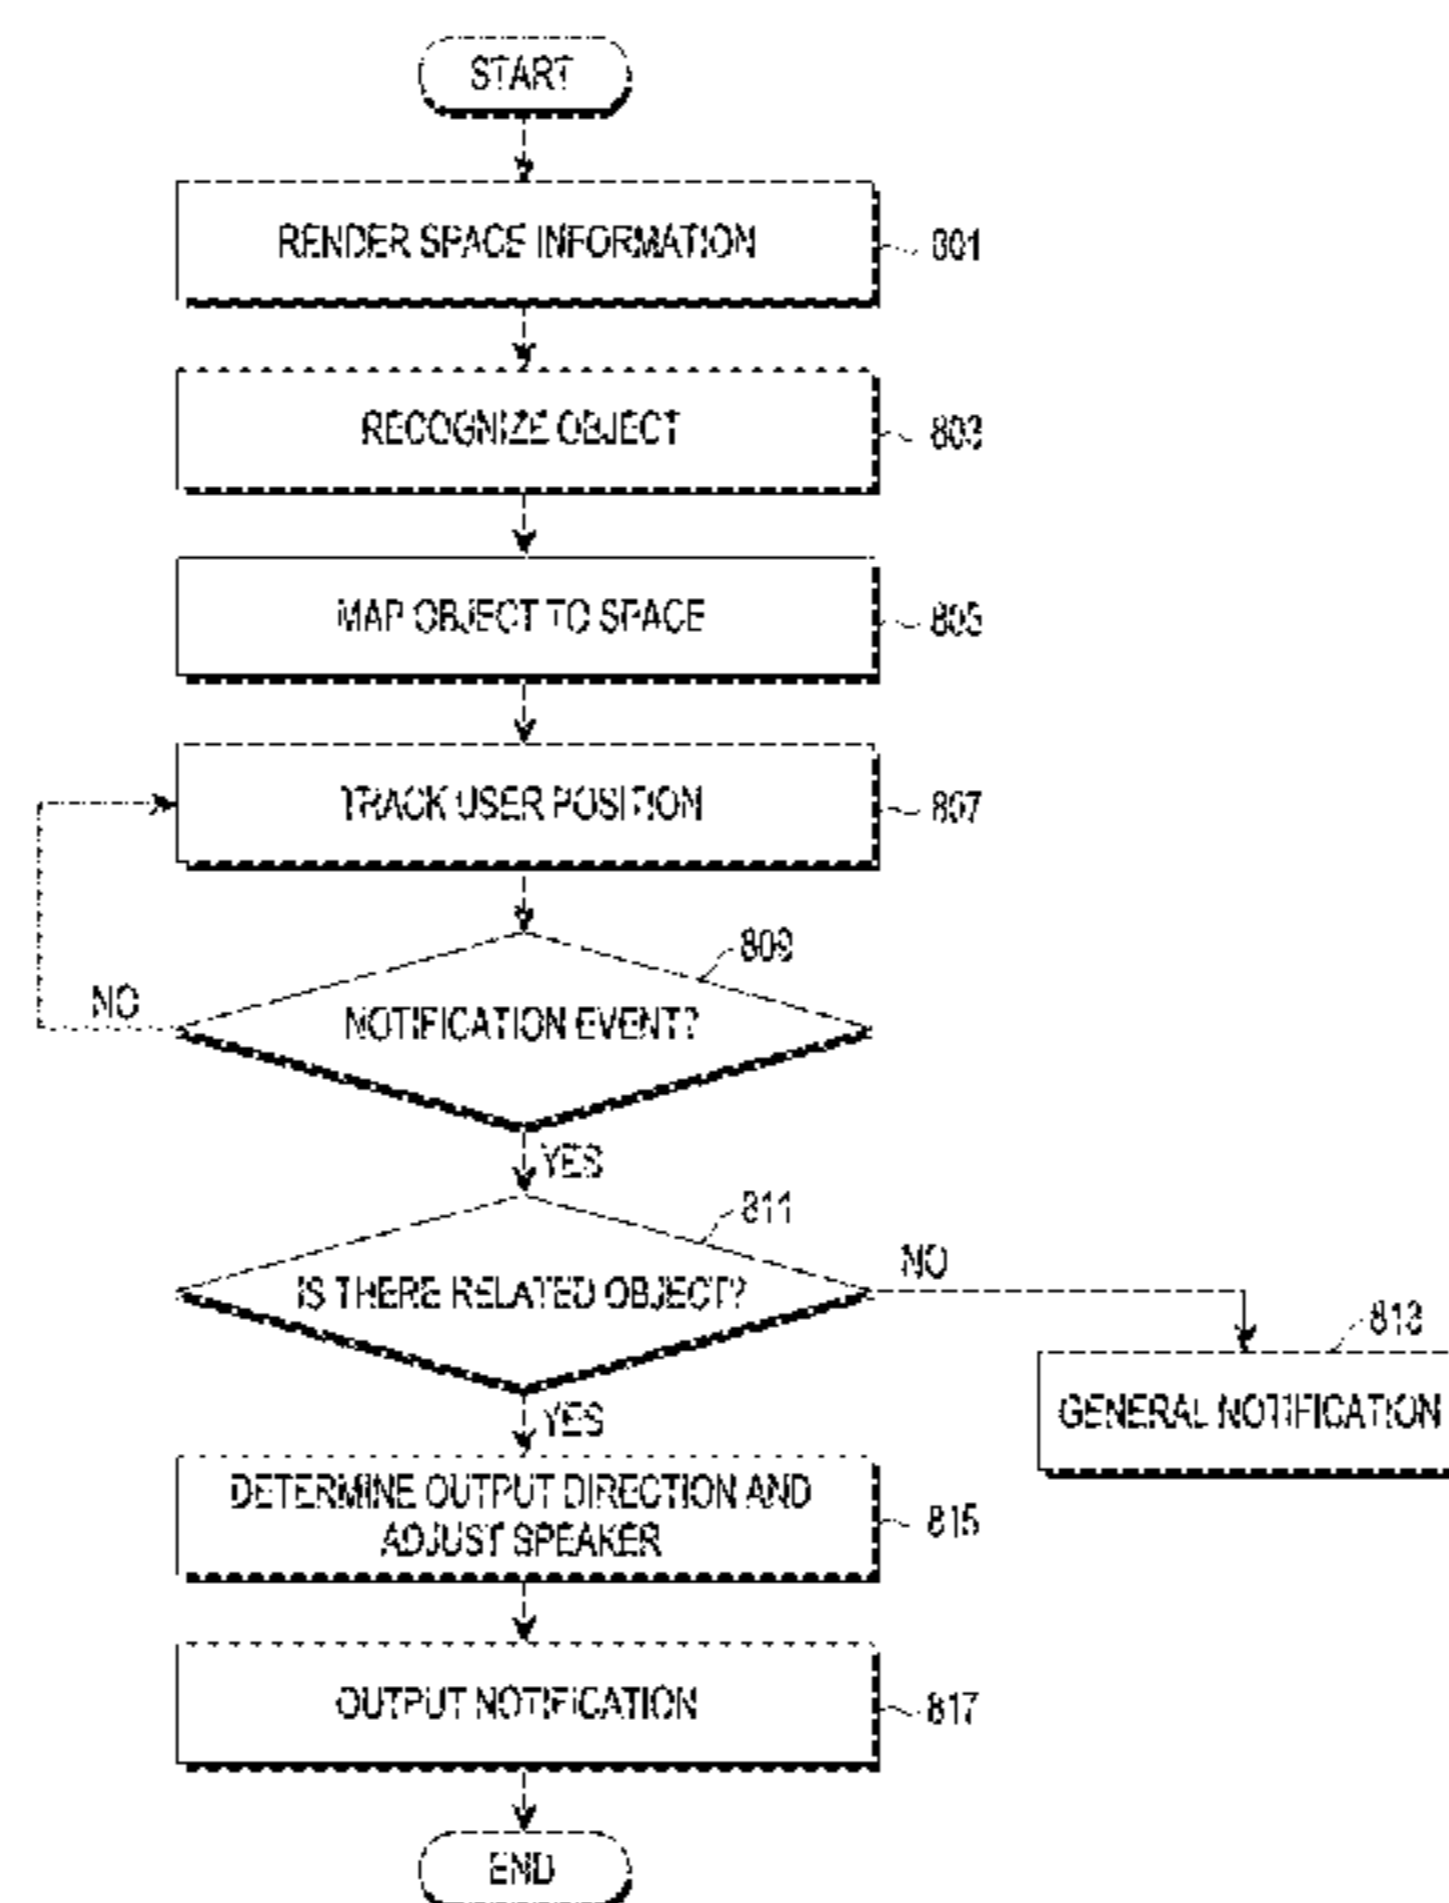 START
RENDER SPACE INFORMATION
801
RECOGNIZE OBJECT
803
MAP OBJECT TO SPACE
805
TRACK USER POSITION
807
809
NOTIFICATION EVENT?
NO
YES
811
IS THERE RELATED OBJECT?
NO
813
GENERAL NOTIFICATION
YES
DETERMINE OUTPUT DIRECTION AND
ADJUST SPEAKER
815
OUTPUT NOTIFICATION
817
END